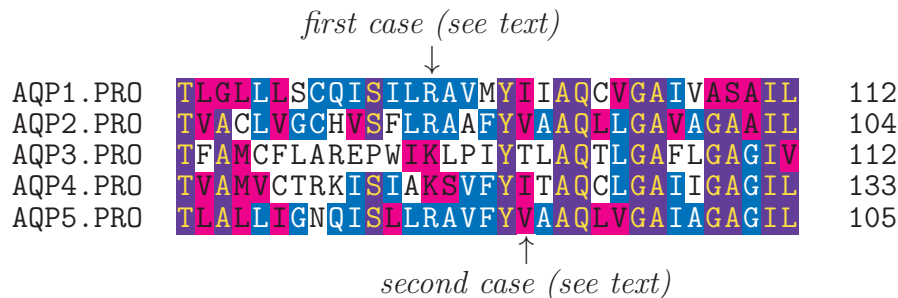 first case (see text)
AQP1.PRO TLGLLLSCQISILRAVMYIIAQCVGAIVASAIL 112
AQP2.PRO TVACLVGCHVSFLRAAFYVAAQLLGAVAGAAIL 104
AQP3.PRO TFAMCFLAREPWIKLPIYTLAQTLGAFLGAGIV 112
AQP4.PRO TVAMVCTRKISIAKSVFYITAQCLGAIIGAGIL 133
AQP5.PRO TLALLIGNQISLLRAVFYVAAQLVGAIAGAGIL 105
second case (see text)